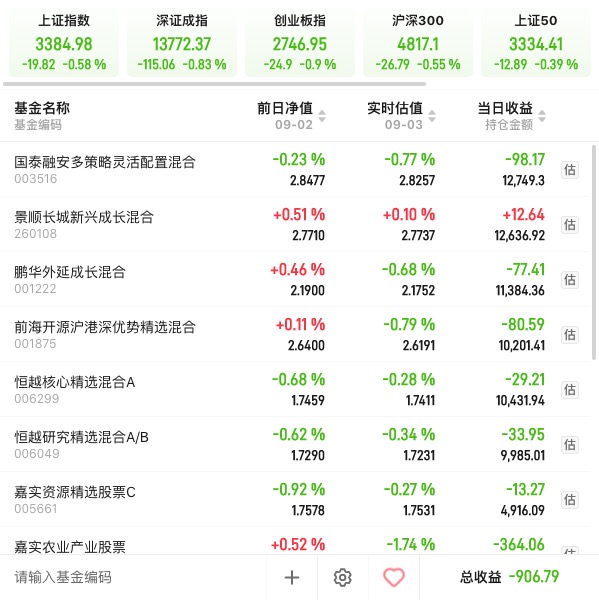 上证指数 深证成指 创业板指 沪深300 上证50
3384.98 13772.37 2746.95 4817.1 3334.41
-19.82 -0.58 % -115.06 -0.83 % -24.9 -0.9 % -26.79 -0.55 % -12.89 -0.39 %
基金名称 前日净值 实时估值 当日收益
基金编码 09-02 09-03 持仓金额
国泰融安多策略灵活配置混合 -0.23 % -0.77 % -98.17 估
003516 2.8477 2.8257 12,749.3
景顺长城新兴成长混合 +0.51 % +0.10 % +12.64 估
260108 2.7710 2.7737 12,636.92
鹏华外延成长混合 +0.46 % -0.68 % -77.41 估
001222 2.1900 2.1752 11,384.36
前海开源沪港深优势精选混合 +0.11 % -0.79 % -80.59 估
001875 2.6400 2.6191 10,201.41
恒越核心精选混合A -0.68 % -0.28 % -29.21 估
006299 1.7459 1.7411 10,431.94
恒越研究精选混合A/B -0.62 % -0.34 % -33.95 估
006049 1.7290 1.7231 9,985.01
嘉实资源精选股票C -0.92 % -0.27 % -13.27 估
005661 1.7578 1.7531 4,916.09
嘉实农业产业股票 +0.52 % -1.74 % -364.06 估
请输入基金编码 总收益 -906.79